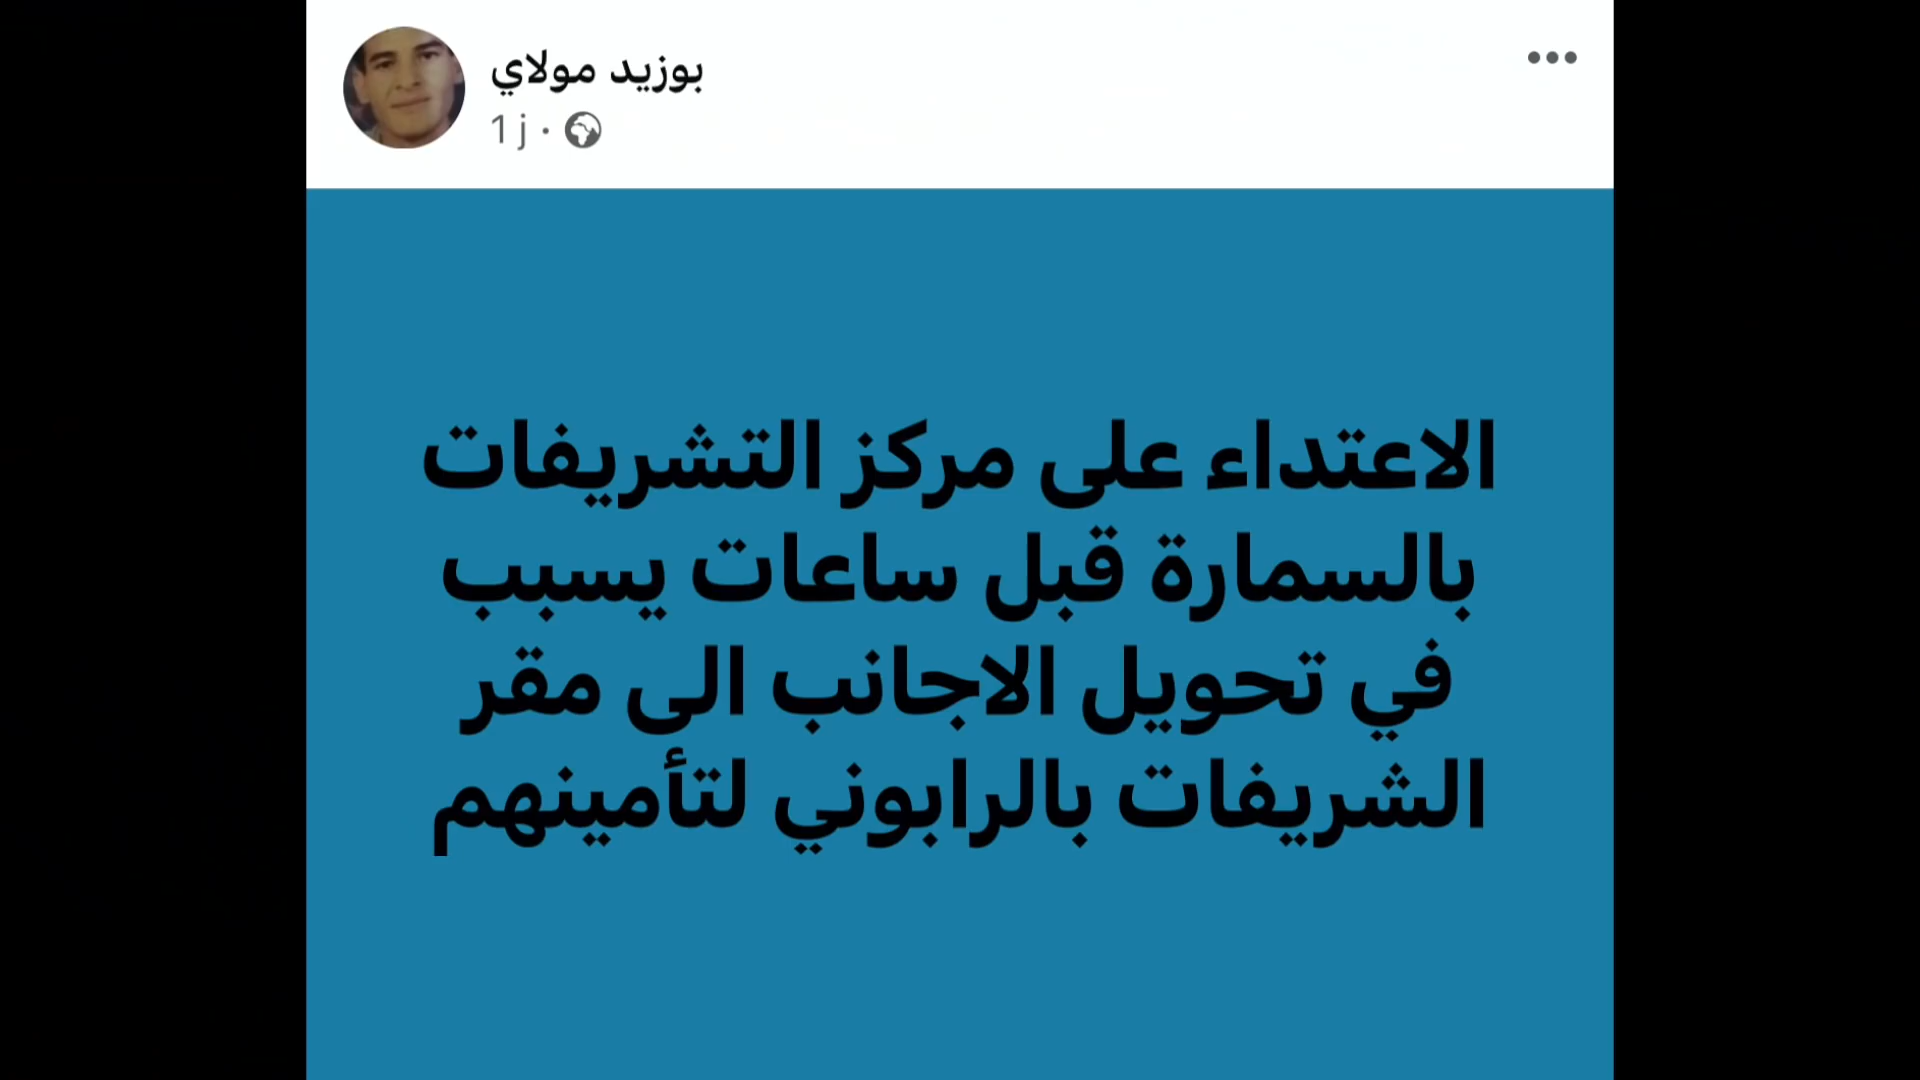 بوزيد مولاي
1 j ·
الاعتداء على مركز التشريفات
بالسمارة قبل ساعات يسبب
في تحويل الاجانب الى مقر
الشريفات بالرابوني لتأمينهم